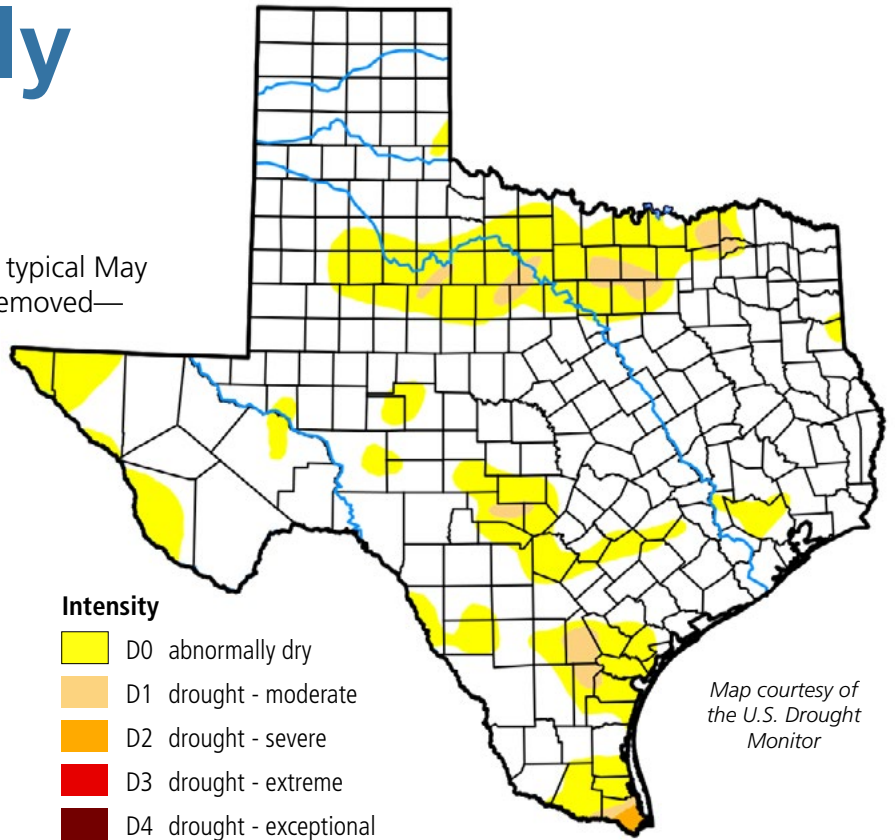 ly
typical May
emoved—
Intensity
D0 abnormally dry
D1 drought - moderate
D2 drought - severe
D3 drought - extreme
D4 drought - exceptional
Map courtesy of
the U.S. Drought
Monitor